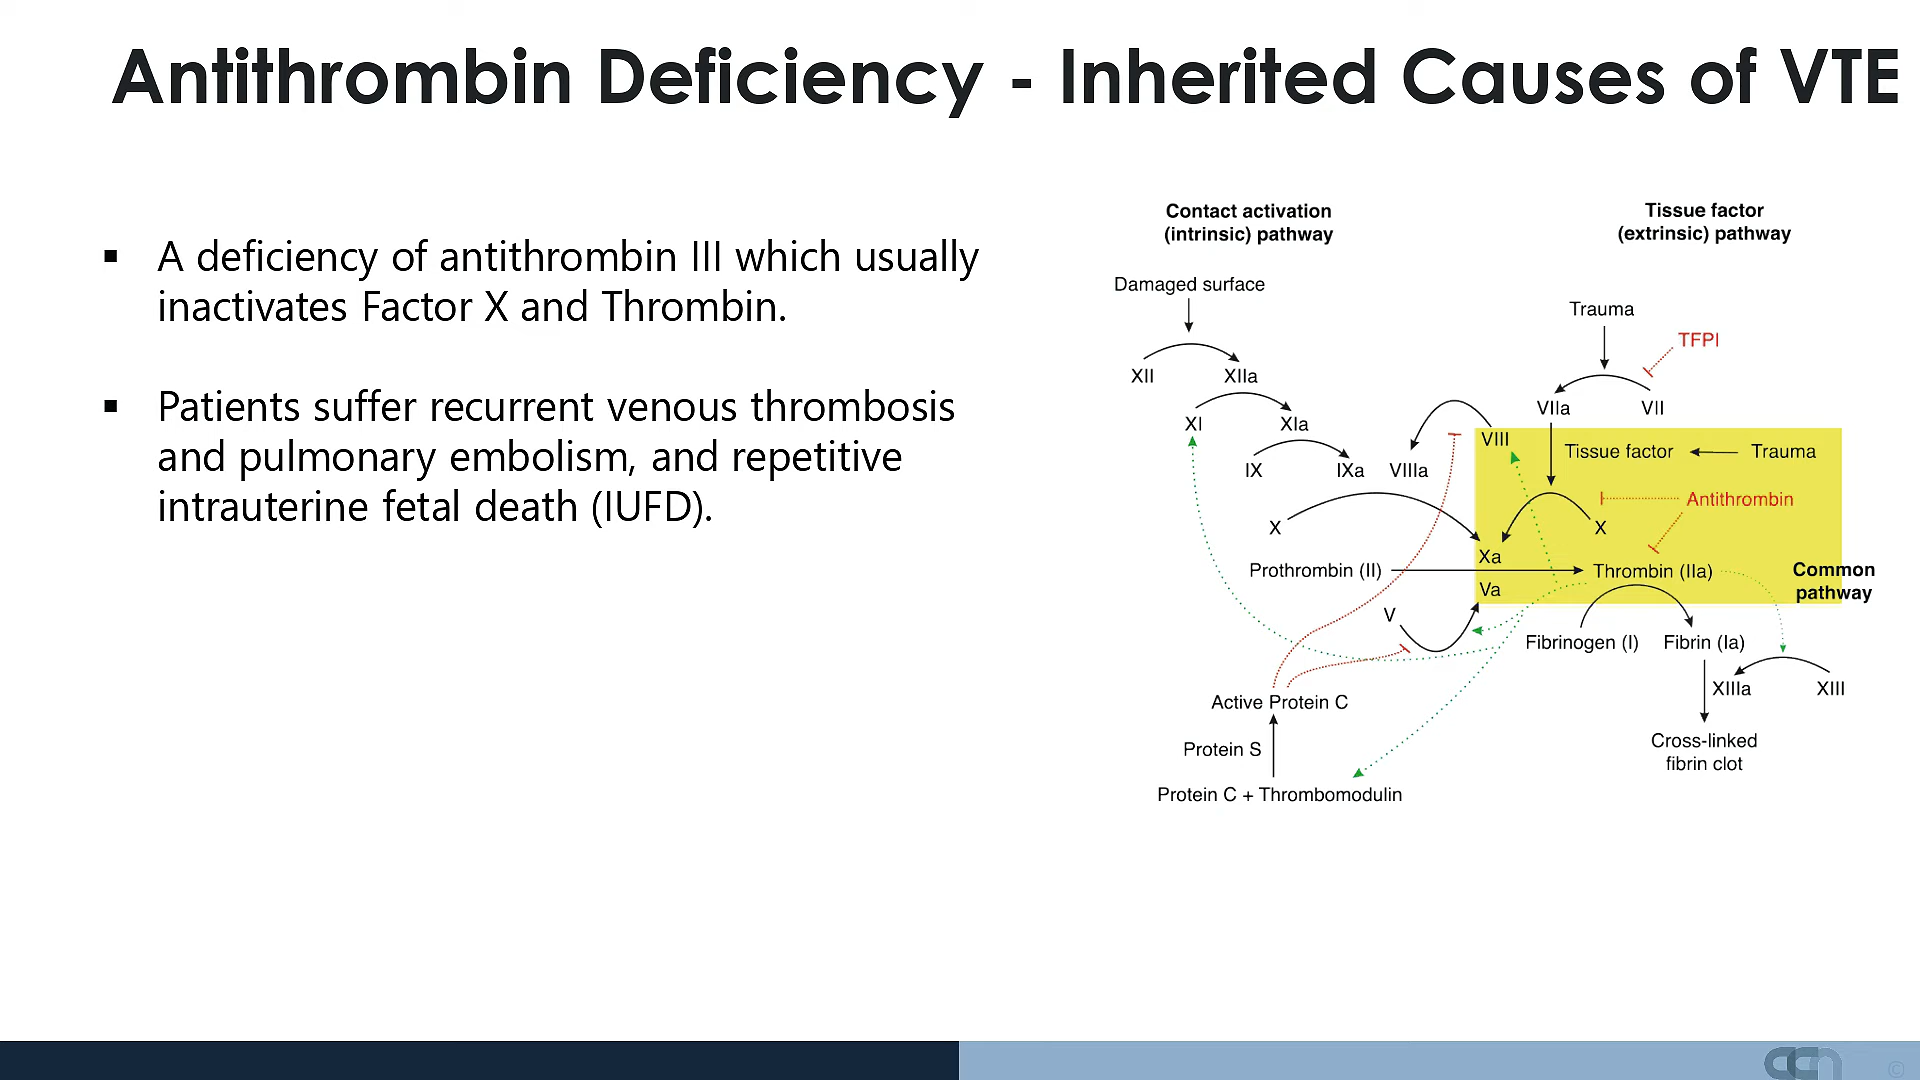 Antithrombin Deficiency - Inherited Causes of VTE
▪ A deficiency of antithrombin III which usually
inactivates Factor X and Thrombin.
▪ Patients suffer recurrent venous thrombosis
and pulmonary embolism, and repetitive
intrauterine fetal death (IUFD).
Contact activation
(intrinsic) pathway
Tissue factor
(extrinsic) pathway
Damaged surface
Trauma
TFPI
XII
XIIa
VIIa
VII
XI
XIa
VIII
Tissue factor
Trauma
IX
IXa
VIIIa
Antithrombin
X
X
Xa
Prothrombin (II)
Thrombin (IIa)
Common
pathway
Va
V
Fibrinogen (I)
Fibrin (Ia)
XIIIa
XIII
Active Protein C
Protein S
Cross-linked
fibrin clot
Protein C + Thrombomodulin
©